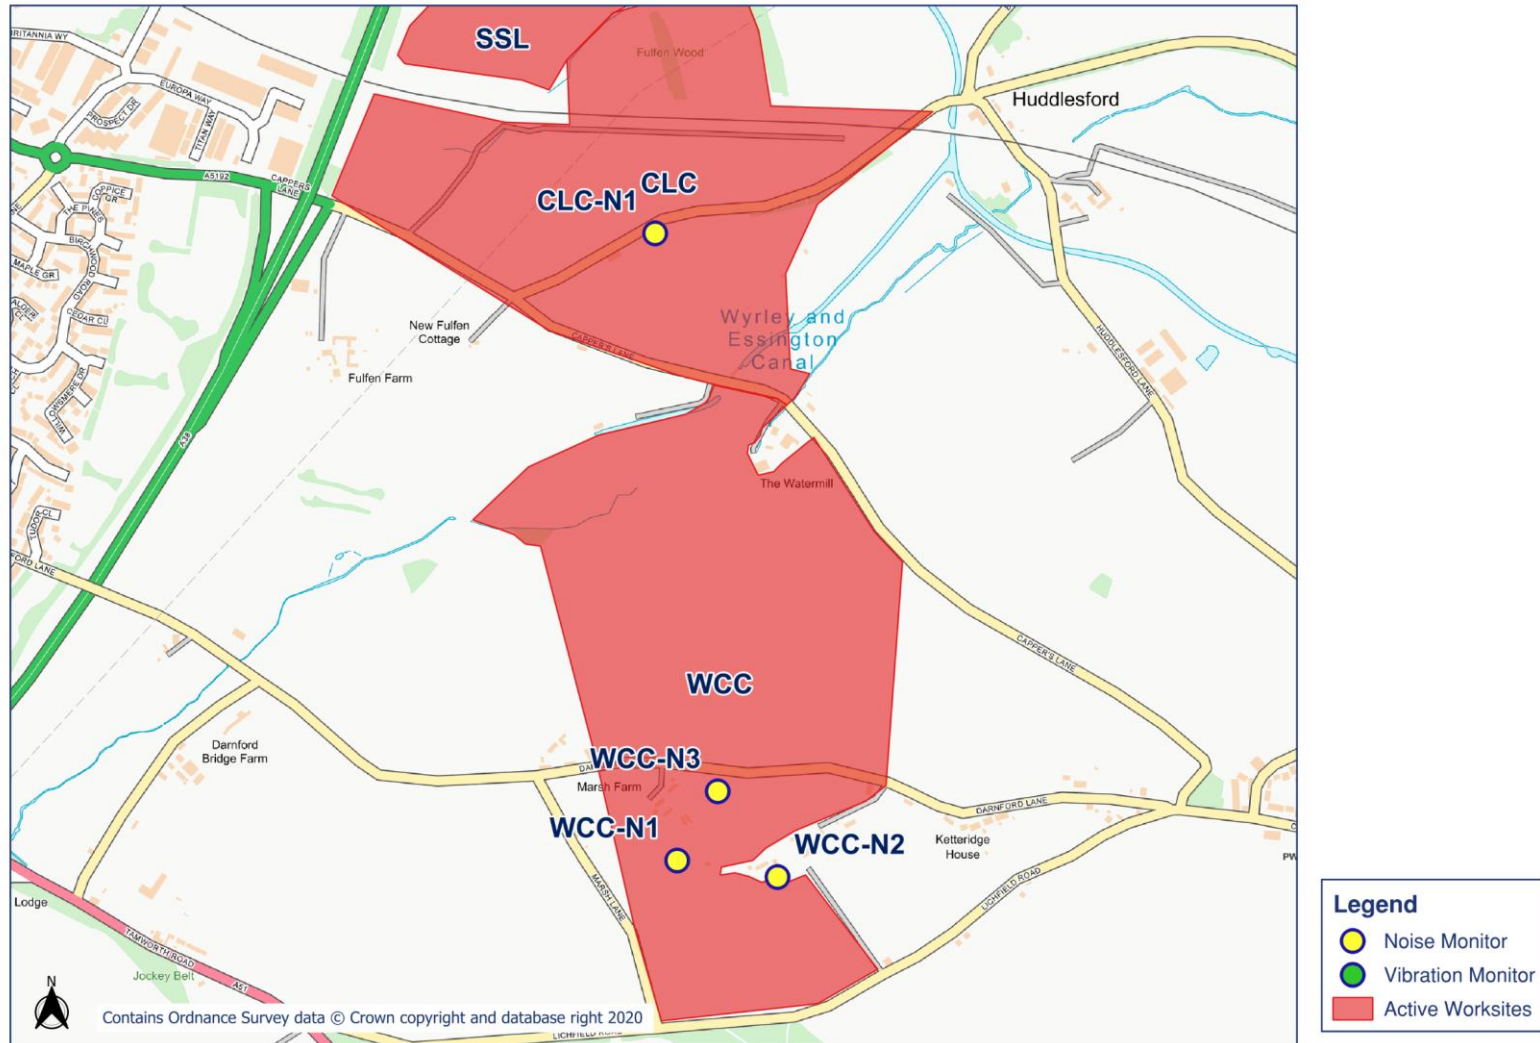 BRITANNIA WY
SSL
Fulfen Wood
EUROPA WAY
PROSPECT DR
TITAN WAY
Huddlesford
A5192
CAPPERS
LANE
CLC
CLC-N1
COPPICE
GR
THE PINES
BIRCHWOOD ROAD
MAPLE GR
ALDER
CL
CEDAR CL
New Fulfen
Cottage
CAPPER'S LANE
Wyrley and
Essington
Canal
HUDDLESFORD LANE
Fulfen Farm
WILLOWSMERE DR
A38
The Watermill
TUDOR CL
FORD LANE
CAPPER'S LANE
WCC
Darnford
Bridge Farm
WCC-N3
DAR
Marsh Farm
WCC-N1
WCC-N2
DARNFORD LANE
Ketteridge
House
PW
MARSH LANE
LICHFIELD ROAD
Lodge
TAMWORTH ROAD
Jockey Belt
A51
N
Contains Ordnance Survey data © Crown copyright and database right 2020
LICHFIELD ROAD
Legend
Noise Monitor
Vibration Monitor
Active Worksites